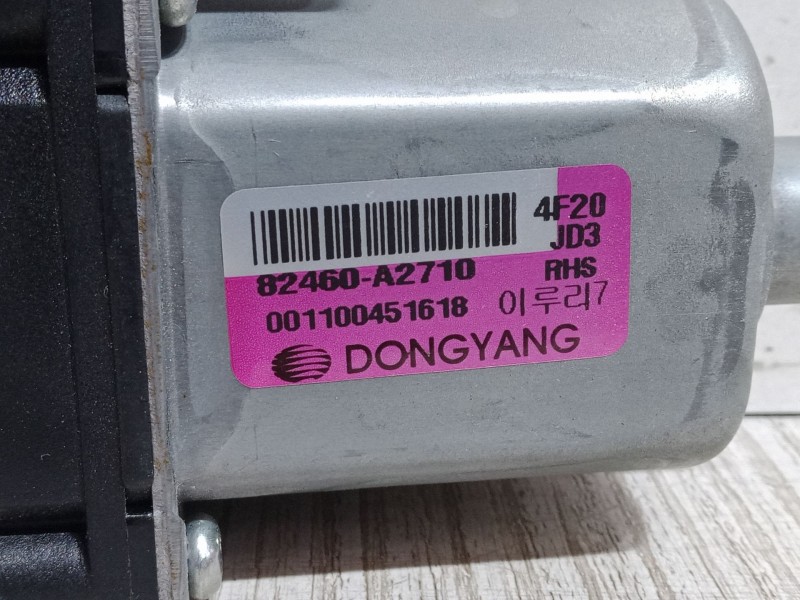 4F20
JD3
82460-A2710 RHS
001100451618 이루리7
DONGYANG